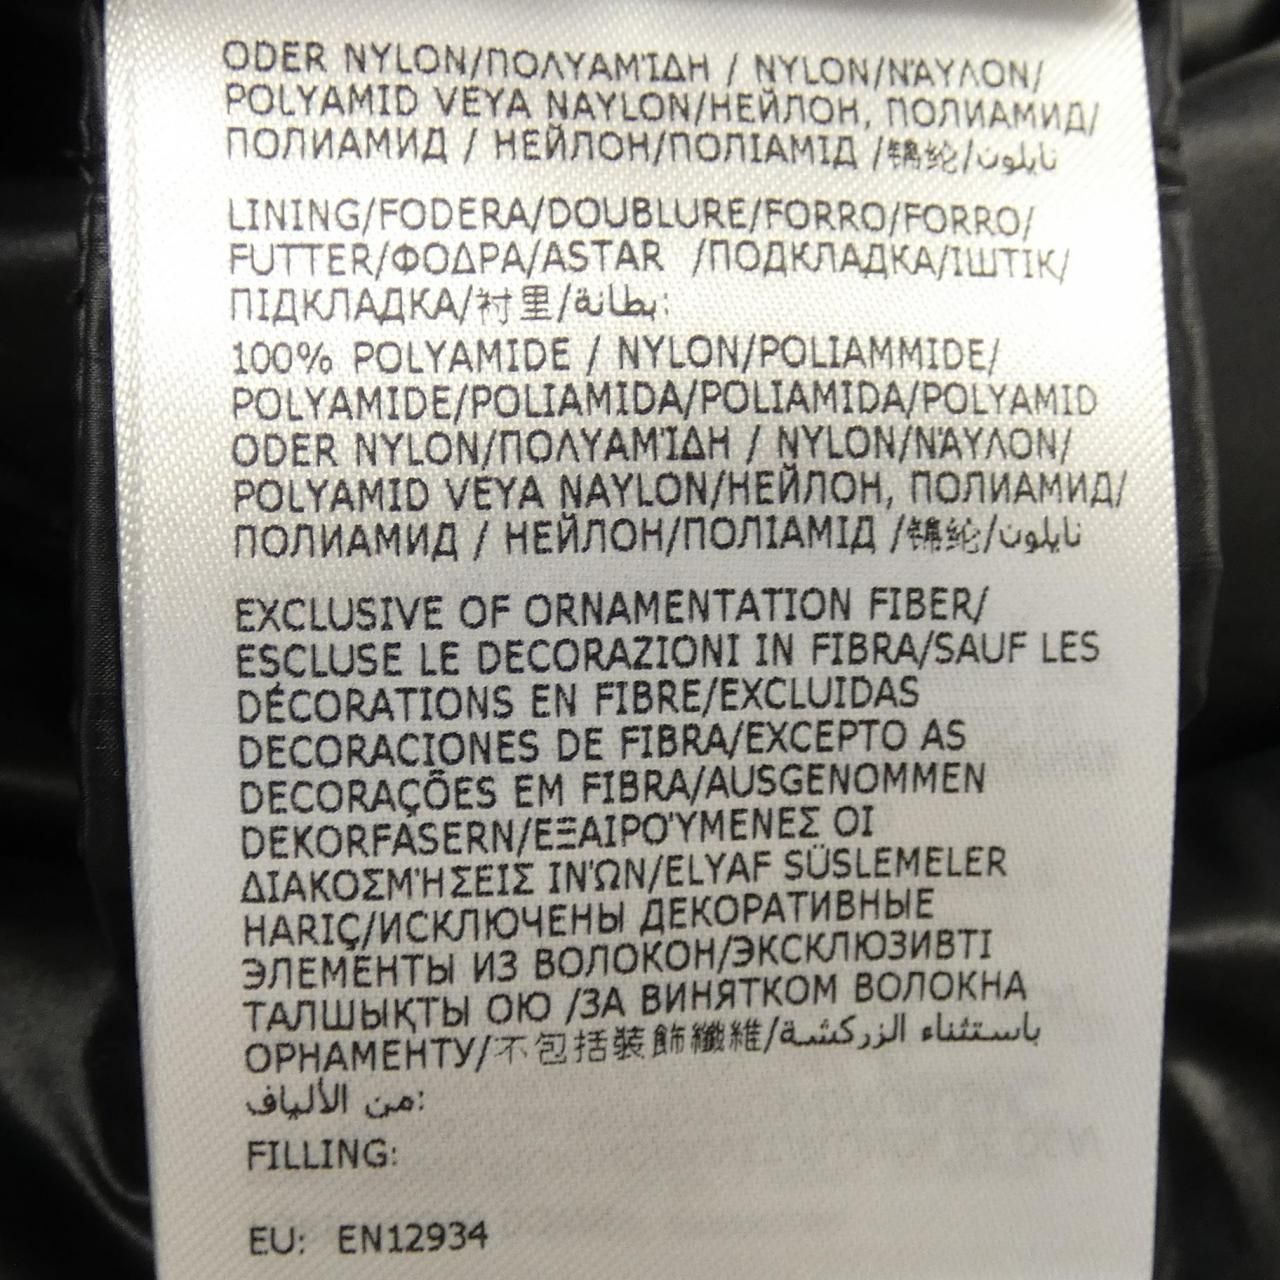 ODER NYLON/ΠΟΛΥΑΜΊΔΗ / NYLON/ΝΆΥΛΟΝ/
POLYAMID VEYA NAYLON/НЕЙЛОН, ПОЛИАМИД/
ПОЛИАМИД / НЕЙЛОН/ПОЛІАМІД /锦纶/نايلون
LINING/FODERA/DOUBLURE/FORRO/FORRO/
FUTTER/ΦΟΔΡΑ/ASTAR /ПОДКЛАДКА/ІШТІК/
ПІДКЛАДКА/衬里/بطانة:
100% POLYAMIDE / NYLON/POLIAMMIDE/
POLYAMIDE/POLIAMIDA/POLIAMIDA/POLYAMID
ODER NYLON/ΠΟΛΥΑΜΊΔΗ / NYLON/ΝΆΥΛΟΝ/
POLYAMID VEYA NAYLON/НЕЙЛОН, ПОЛИАМИД/
ПОЛИАМИД / НЕЙЛОН/ПОЛІАМІД /锦纶/نايلون
EXCLUSIVE OF ORNAMENTATION FIBER/
ESCLUSE LE DECORAZIONI IN FIBRA/SAUF LES
DÉCORATIONS EN FIBRE/EXCLUIDAS
DECORACIONES DE FIBRA/EXCEPTO AS
DECORAÇÕES EM FIBRA/AUSGENOMMEN
DEKORFASERN/ΕΞΑΙΡΟΎΜΕΝΕΣ ΟΙ
ΔΙΑΚΟΣΜΉΣΕΙΣ ΙΝΏΝ/ELYAF SÜSLEMELER
HARIÇ/ИСКЛЮЧЕНЫ ДЕКОРАТИВНЫЕ
ЭЛЕМЕНТЫ ИЗ ВОЛОКОН/ЭКСКЛЮЗИВТІ
ТАЛШЫҚТЫ ОЮ /ЗА ВИНЯТКОМ ВОЛОКНА
ОРНАМЕНТУ/不包括裝飾纖維/باستثناء الزركشة
من الألياف:
FILLING:
EU: EN12934